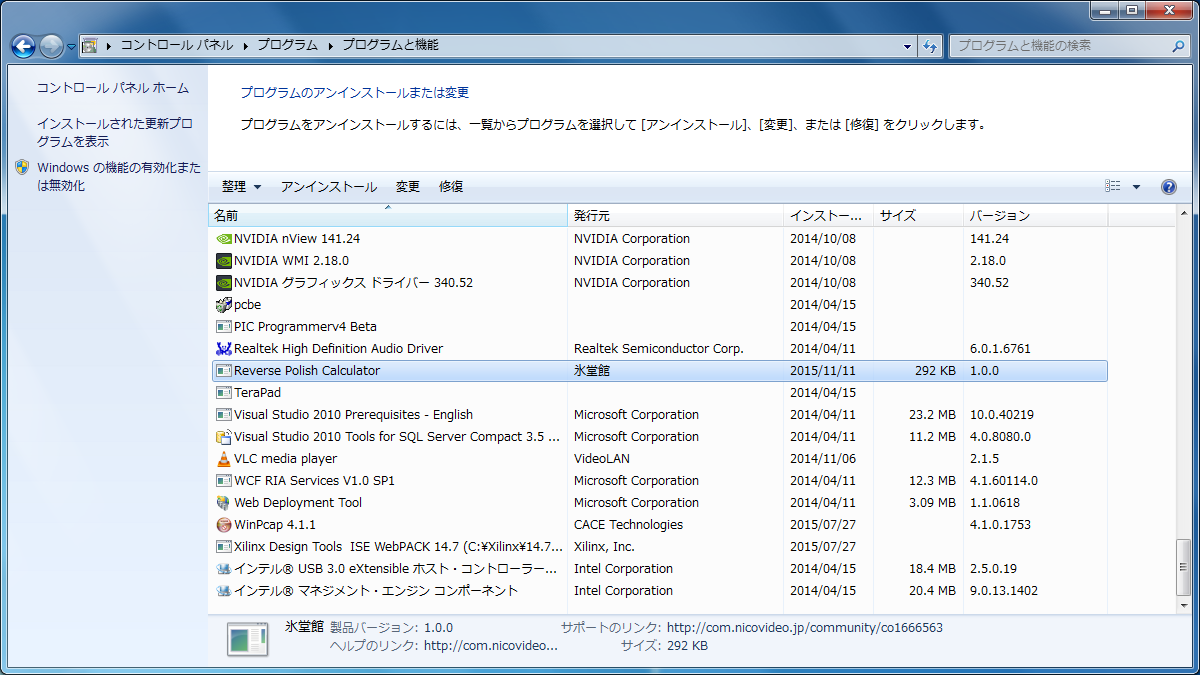 コントロール パネル ▸ プログラム ▸ プログラムと機能
プログラムと機能の検索
コントロール パネル ホーム
インストールされた更新プロ
グラムを表示
Windows の機能の有効化また
は無効化
プログラムのアンインストールまたは変更
プログラムをアンインストールするには、一覧からプログラムを選択して [アンインストール]、[変更]、または [修復] をクリックします。
整理 アンインストール 変更 修復
名前 発行元 インストー... サイズ バージョン
NVIDIA nView 141.24 NVIDIA Corporation 2014/10/08 141.24
NVIDIA WMI 2.18.0 NVIDIA Corporation 2014/10/08 2.18.0
NVIDIA グラフィックス ドライバー 340.52 NVIDIA Corporation 2014/10/08 340.52
pcbe 2014/04/15
PIC Programmerv4 Beta 2014/04/15
Realtek High Definition Audio Driver Realtek Semiconductor Corp. 2014/04/11 6.0.1.6761
Reverse Polish Calculator 氷堂館 2015/11/11 292 KB 1.0.0
TeraPad 2014/04/15
Visual Studio 2010 Prerequisites - English Microsoft Corporation 2014/04/11 23.2 MB 10.0.40219
Visual Studio 2010 Tools for SQL Server Compact 3.5 ... Microsoft Corporation 2014/04/11 11.2 MB 4.0.8080.0
VLC media player VideoLAN 2014/11/06 2.1.5
WCF RIA Services V1.0 SP1 Microsoft Corporation 2014/04/11 12.3 MB 4.1.60114.0
Web Deployment Tool Microsoft Corporation 2014/04/11 3.09 MB 1.1.0618
WinPcap 4.1.1 CACE Technologies 2015/07/27 4.1.0.1753
Xilinx Design Tools  ISE WebPACK 14.7 (C:¥Xilinx¥14.7... Xilinx, Inc. 2015/07/27
インテル® USB 3.0 eXtensible ホスト・コントローラー... Intel Corporation 2014/04/15 18.4 MB 2.5.0.19
インテル® マネジメント・エンジン コンポーネント Intel Corporation 2014/04/15 20.4 MB 9.0.13.1402
氷堂館 製品バージョン: 1.0.0 サポートのリンク: http://com.nicovideo.jp/community/co1666563
ヘルプのリンク: http://com.nicovideo... サイズ: 292 KB